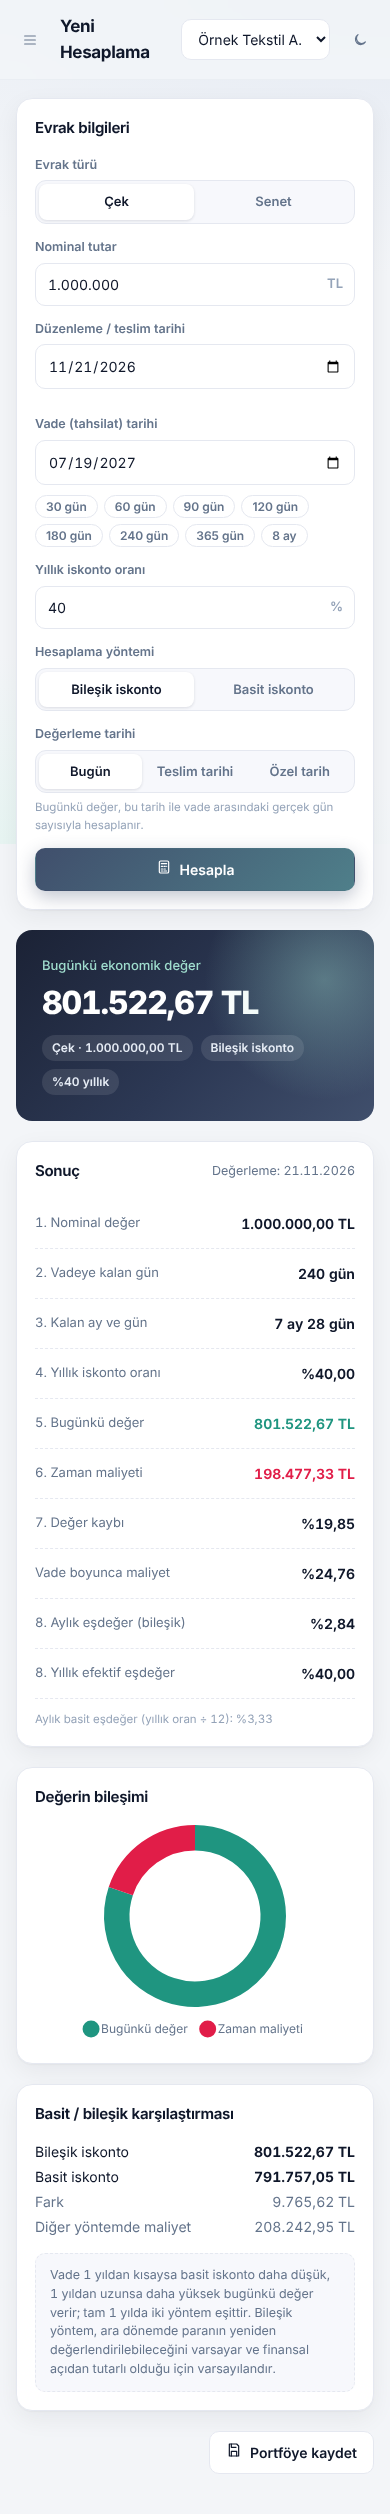 Yeni
Hesaplama
Örnek Tekstil A.
Evrak bilgileri
Evrak türü
Çek
Senet
Nominal tutar
1.000.000
TL
Düzenleme / teslim tarihi
11/21/2026
Vade (tahsilat) tarihi
07/19/2027
30 gün
60 gün
90 gün
120 gün
180 gün
240 gün
365 gün
8 ay
Yıllık iskonto oranı
40
%
Hesaplama yöntemi
Bileşik iskonto
Basit iskonto
Değerleme tarihi
Bugün
Teslim tarihi
Özel tarih
Bugünkü değer, bu tarih ile vade arasındaki gerçek gün
sayısıyla hesaplanır.
Hesapla
Bugünkü ekonomik değer
801.522,67 TL
Çek · 1.000.000,00 TL
Bileşik iskonto
%40 yıllık
Sonuç
Değerleme: 21.11.2026
1. Nominal değer 1.000.000,00 TL
2. Vadeye kalan gün 240 gün
3. Kalan ay ve gün 7 ay 28 gün
4. Yıllık iskonto oranı %40,00
5. Bugünkü değer 801.522,67 TL
6. Zaman maliyeti 198.477,33 TL
7. Değer kaybı %19,85
Vade boyunca maliyet %24,76
8. Aylık eşdeğer (bileşik) %2,84
8. Yıllık efektif eşdeğer %40,00
Aylık basit eşdeğer (yıllık oran ÷ 12): %3,33
Değerin bileşimi
Bugünkü değer
Zaman maliyeti
Basit / bileşik karşılaştırması
Bileşik iskonto 801.522,67 TL
Basit iskonto 791.757,05 TL
Fark 9.765,62 TL
Diğer yöntemde maliyet 208.242,95 TL
Vade 1 yıldan kısaysa basit iskonto daha düşük,
1 yıldan uzunsa daha yüksek bugünkü değer
verir; tam 1 yılda iki yöntem eşittir. Bileşik
yöntem, ara dönemde paranın yeniden
değerlendirilebileceğini varsayar ve finansal
açıdan tutarlı olduğu için varsayılandır.
Portföye kaydet